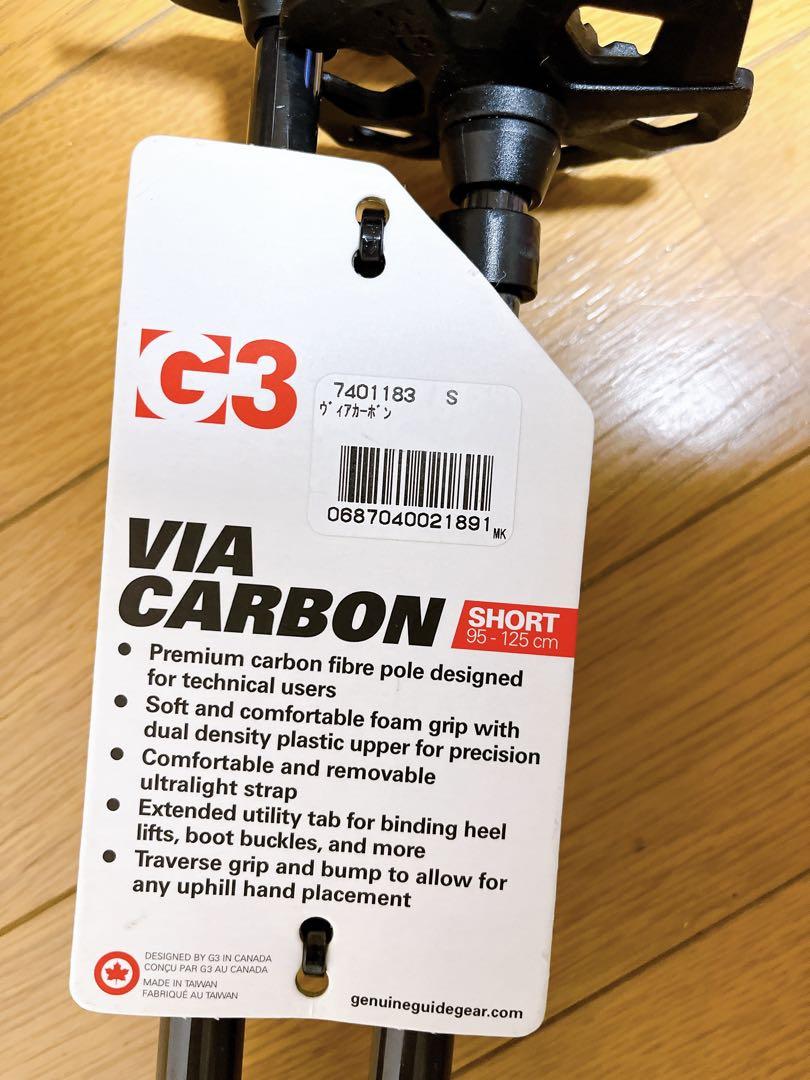 G3
7401183 S
ヴィアカーボン
0687040021891 MK
VIA
CARBON
SHORT
95 - 125 cm
• Premium carbon fibre pole designed
for technical users
• Soft and comfortable foam grip with
dual density plastic upper for precision
• Comfortable and removable
ultralight strap
• Extended utility tab for binding heel
lifts, boot buckles, and more
• Traverse grip and bump to allow for
any uphill hand placement
DESIGNED BY G3 IN CANADA
CONÇU PAR G3 AU CANADA
MADE IN TAIWAN
FABRIQUÉ AU TAIWAN
genuineguidegear.com